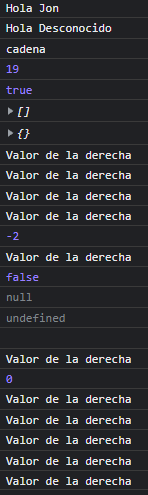 Hola Jon
Hola Desconocido
cadena
19
true
▶ []
▶ {}
Valor de la derecha
Valor de la derecha
Valor de la derecha
Valor de la derecha
-2
Valor de la derecha
false
null
undefined
Valor de la derecha
0
Valor de la derecha
Valor de la derecha
Valor de la derecha
Valor de la derecha
Valor de la derecha